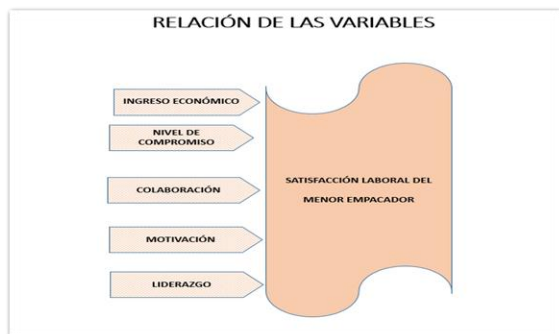 RELACIÓN DE LAS VARIABLES
INGRESO ECONÓMICO
NIVEL DE
COMPROMISO
COLABORACIÓN
MOTIVACIÓN
LIDERAZGO
SATISFACCIÓN LABORAL DEL
MENOR EMPACADOR